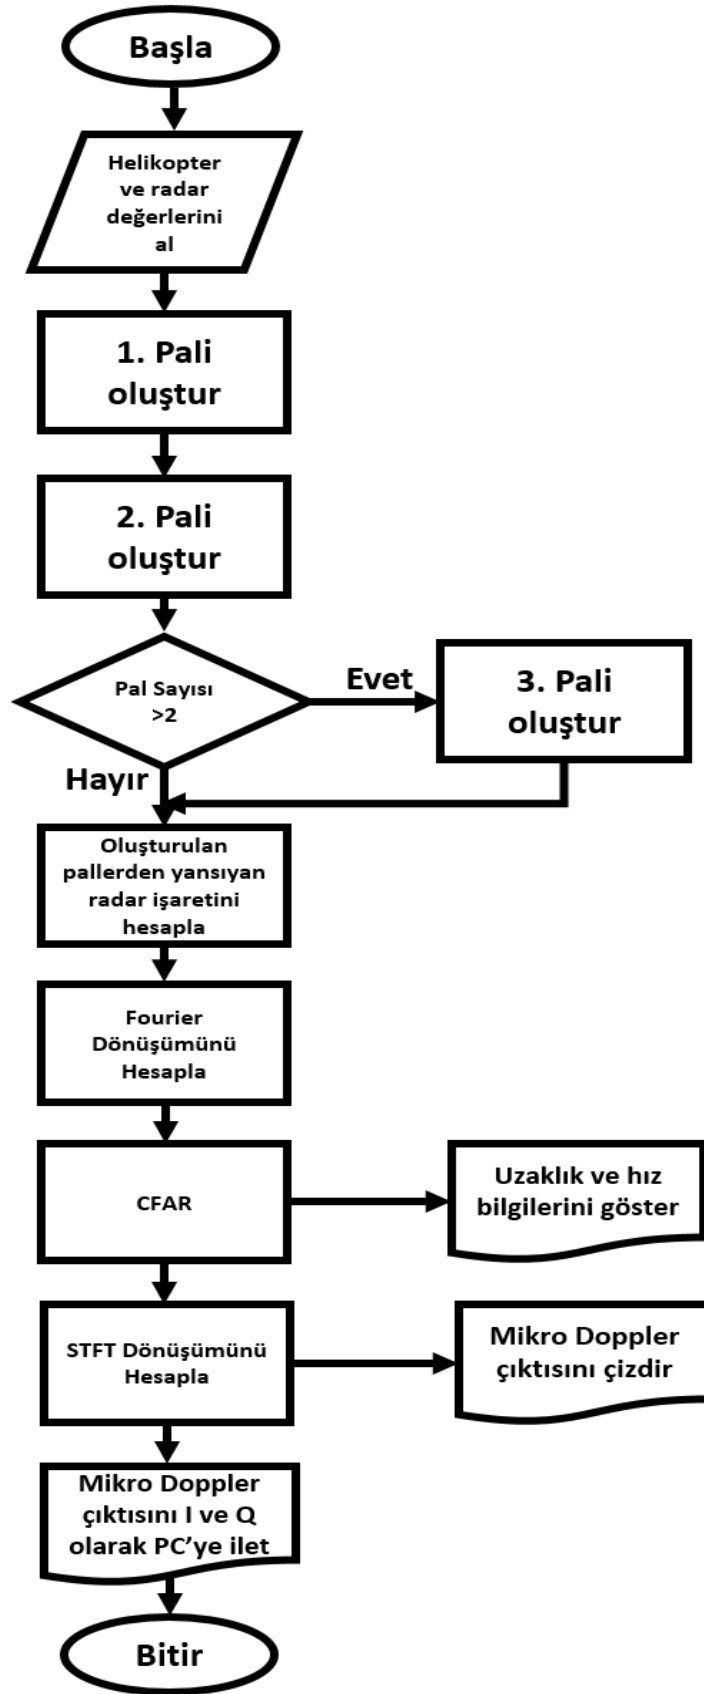 Başla
Helikopter
ve radar
değerlerini
al
1. Pali
oluştur
2. Pali
oluştur
Pal Sayısı
>2
Evet
3. Pali
oluştur
Hayır
Oluşturulan
pallerden yansıyan
radar işaretini
hesapla
Fourier
Dönüşümünü
Hesapla
CFAR
Uzaklık ve hız
bilgilerini göster
STFT Dönüşümünü
Hesapla
Mikro Doppler
çıktısını çizdir
Mikro Doppler
çıktısını I ve Q
olarak PC’ye ilet
Bitir